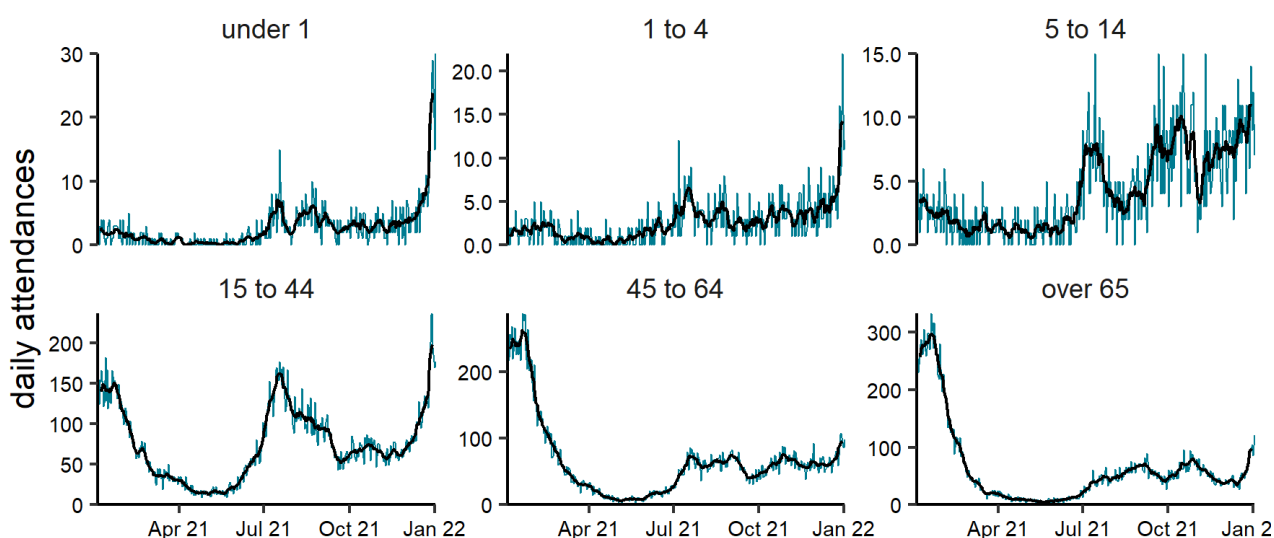 under 1
1 to 4
5 to 14
30
20
10
0
20.0
15.0
10.0
5.0
0.0
15.0
10.0
5.0
0.0
daily attendances
15 to 44
45 to 64
over 65
200
150
100
50
0
200
100
0
300
200
100
0
Apr 21 Jul 21 Oct 21 Jan 22
Apr 21 Jul 21 Oct 21 Jan 22
Apr 21 Jul 21 Oct 21 Jan 2